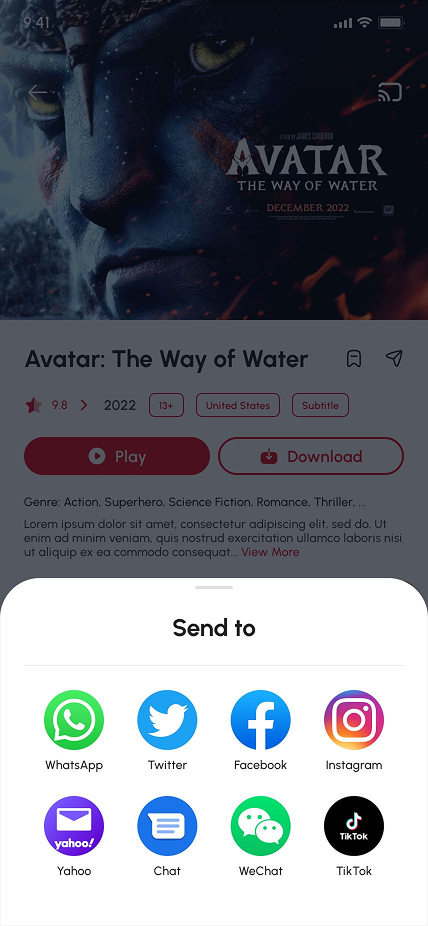 9:41
A FILM BY JAMES CAMERON
AVATAR
THE WAY OF WATER
DECEMBER 2022
Avatar: The Way of Water
9.8 2022 13+ United States Subtitle
Play Download
Genre: Action, Superhero, Science Fiction, Romance, Thriller, ...
Lorem ipsum dolor sit amet, consectetur adipiscing elit, sed do. Ut
enim ad minim veniam, quis nostrud exercitation ullamco laboris nisi
ut aliquip ex ea commodo consequat... View More
Send to
WhatsApp Twitter Facebook Instagram
yahoo! TikTok
Yahoo Chat WeChat TikTok